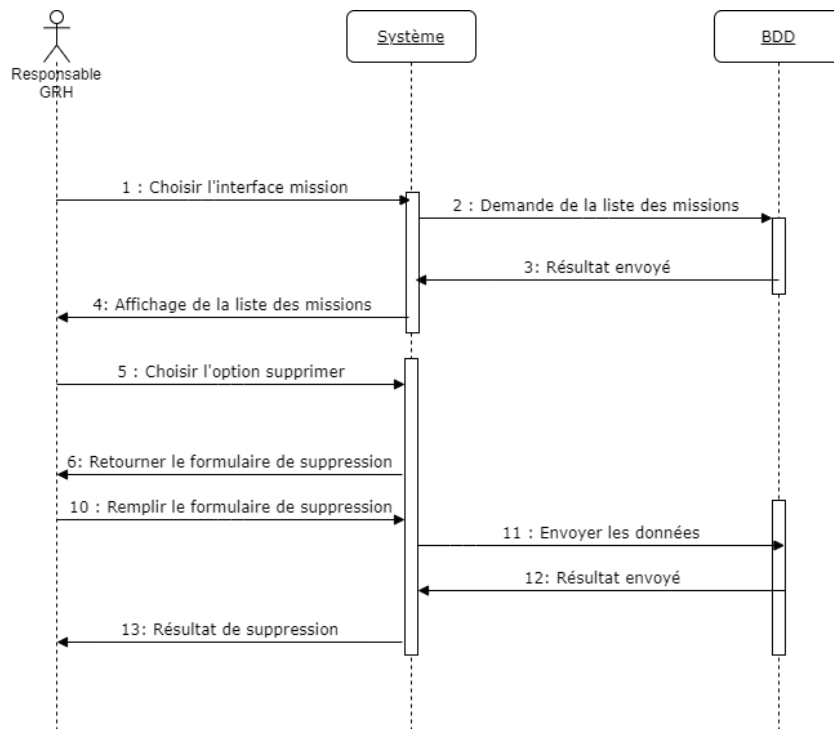 Système
BDD
Responsable
GRH
1 : Choisir l'interface mission
2 : Demande de la liste des missions
3: Résultat envoyé
4: Affichage de la liste des missions
5 : Choisir l'option supprimer
6: Retourner le formulaire de suppression
10 : Remplir le formulaire de suppression
11 : Envoyer les données
12: Résultat envoyé
13: Résultat de suppression